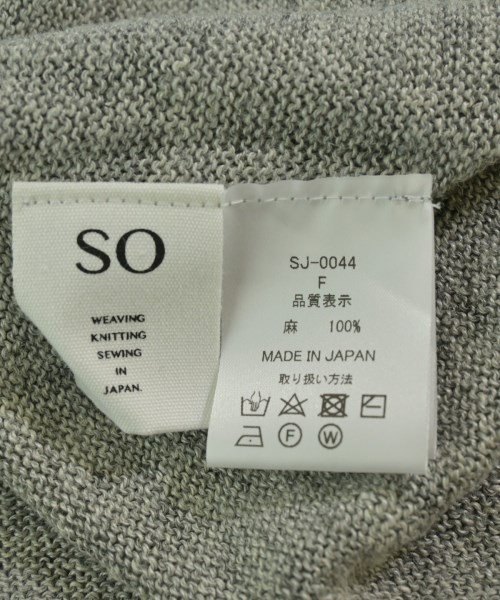 SO
WEAVING
KNITTING
SEWING
IN
JAPAN.
SJ-0044
F
品質表示
麻 100%
MADE IN JAPAN
取り扱い方法
F W